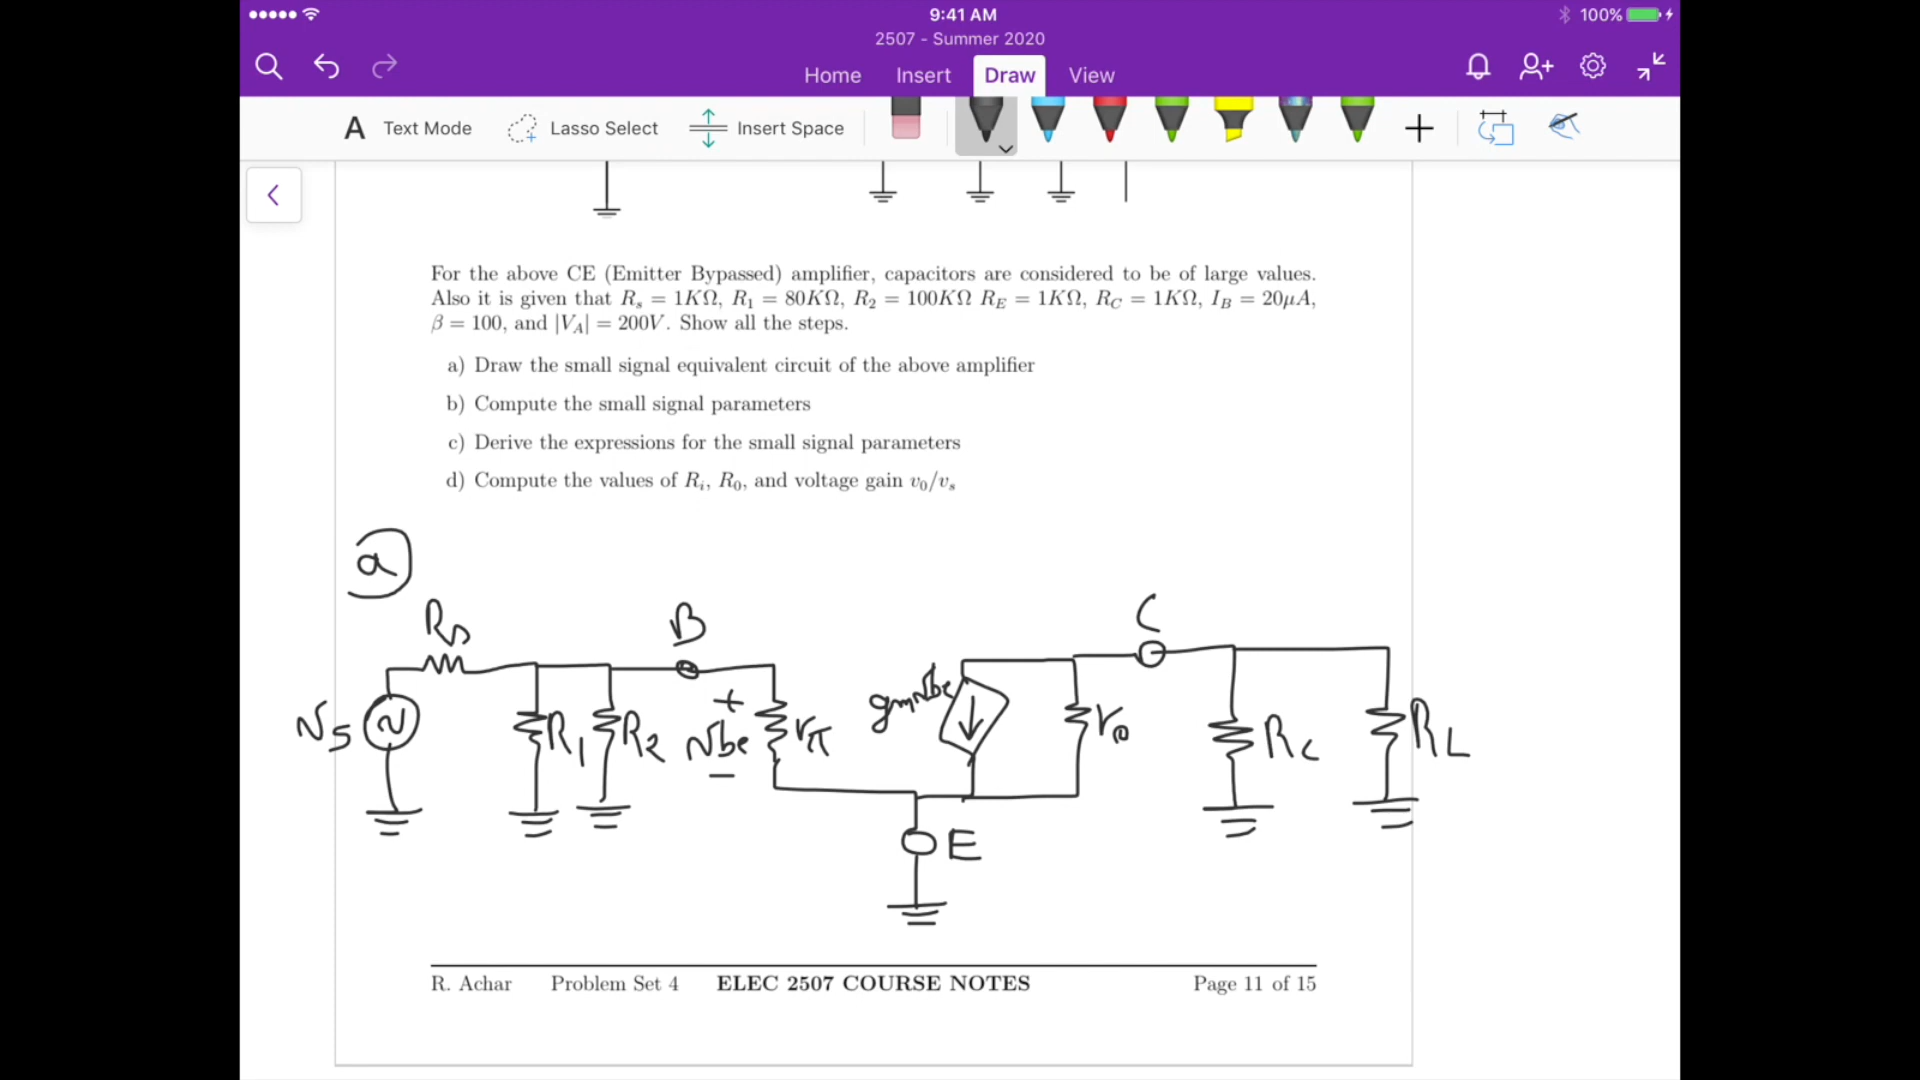 9:41 AM
100%
2507 - Summer 2020
Home Insert Draw View
A Text Mode Lasso Select Insert Space
For the above CE (Emitter Bypassed) amplifier, capacitors are considered to be of large values.
Also it is given that Rₛ = 1KΩ, R₁ = 80KΩ, R₂ = 100KΩ R_E = 1KΩ, R_C = 1KΩ, I_B = 20μA,
β = 100, and |V_A| = 200V. Show all the steps.
a) Draw the small signal equivalent circuit of the above amplifier
b) Compute the small signal parameters
c) Derive the expressions for the small signal parameters
d) Compute the values of Rᵢ, R₀, and voltage gain v₀/vₛ
a
Rs B C
Vs R1 R2 + Vbe − rπ gmVbe ro RC RL
E
R. Achar Problem Set 4 ELEC 2507 COURSE NOTES Page 11 of 15